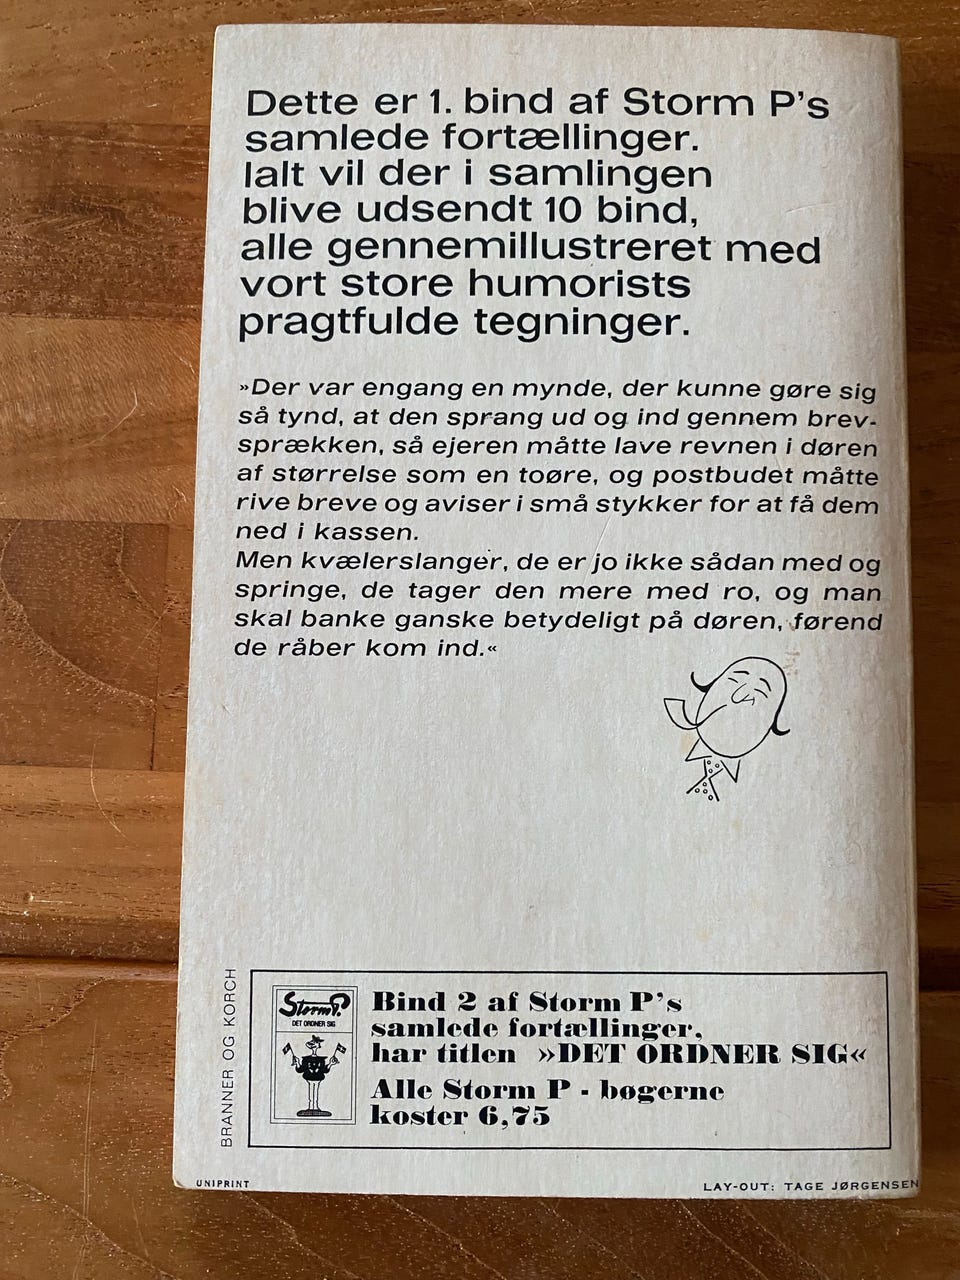 Dette er 1. bind af Storm P's
samlede fortællinger.
Ialt vil der i samlingen
blive udsendt 10 bind,
alle gennemillustreret med
vort store humorists
pragtfulde tegninger.
»Der var engang en mynde, der kunne gøre sig
så tynd, at den sprang ud og ind gennem brev-
sprækken, så ejeren måtte lave revnen i døren
af størrelse som en toøre, og postbudet måtte
rive breve og aviser i små stykker for at få dem
ned i kassen.
Men kvælerslanger, de er jo ikke sådan med og
springe, de tager den mere med ro, og man
skal banke ganske betydeligt på døren, førend
de råber kom ind.«
BRANNER OG KORCH
Storm P.
DET ORDNER SIG
Bind 2 af Storm P's
samlede fortællinger,
har titlen »DET ORDNER SIG«
Alle Storm P - bøgerne
koster 6,75
UNIPRINT
LAY-OUT: TAGE JØRGENSEN